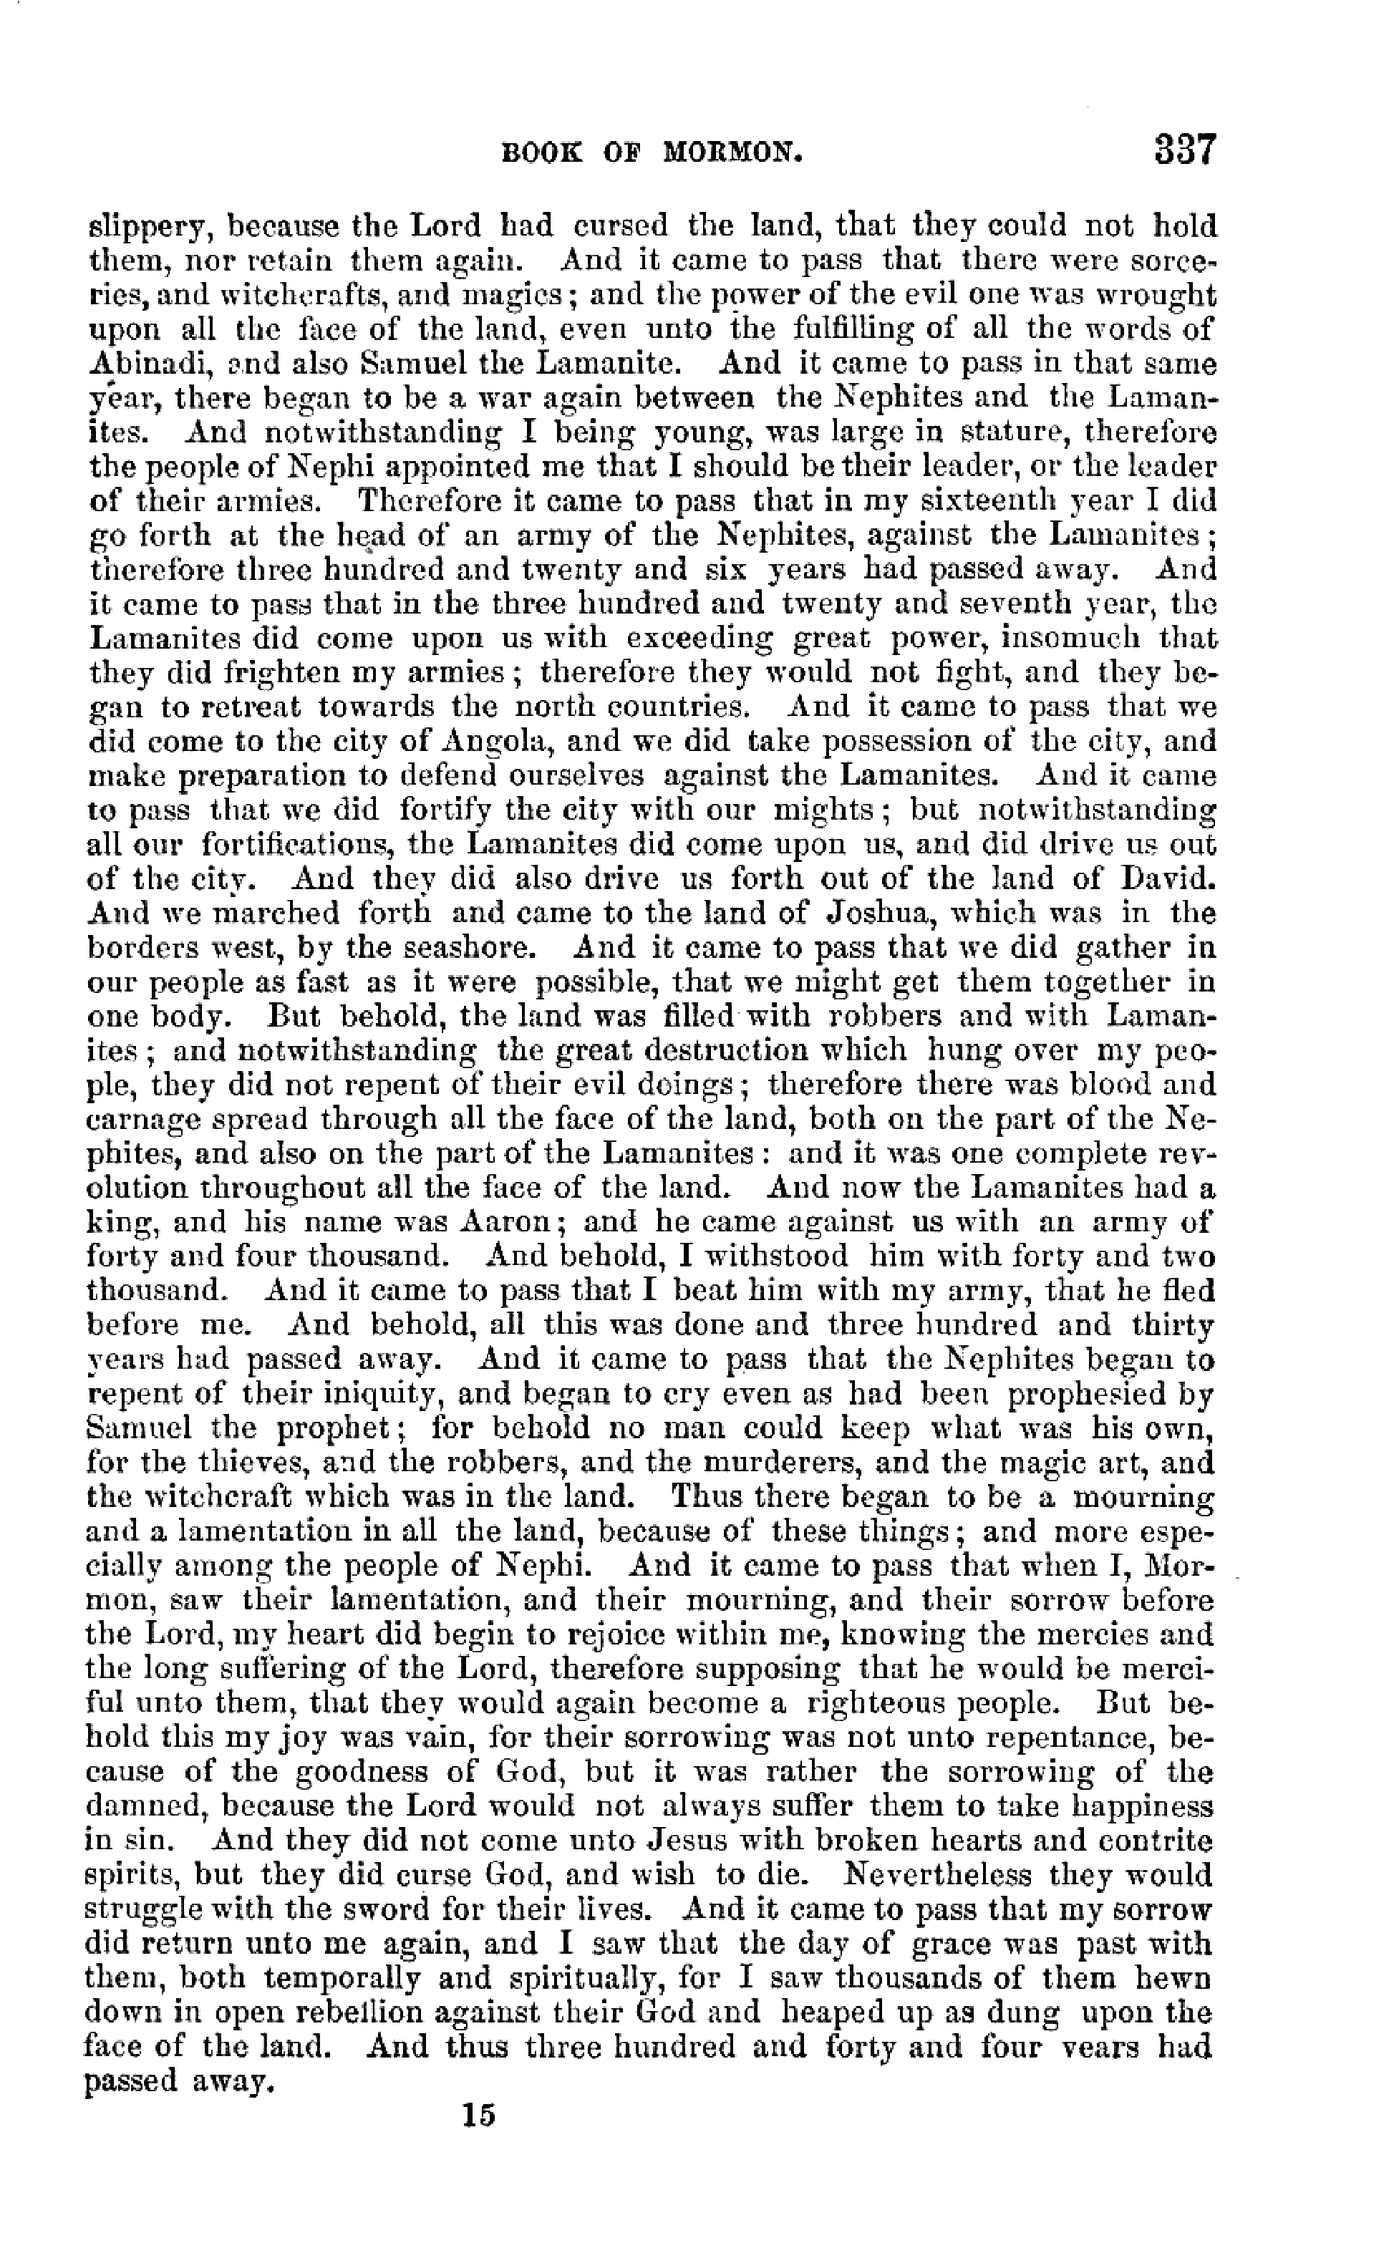 BOOK OF MORMON. 337
slippery, because the Lord had cursed the land, that they could not hold
them, nor retain them again. And it came to pass that there were sorce-
ries, and witchcrafts, and magics; and the power of the evil one was wrought
upon all the face of the land, even unto the fulfilling of all the words of
Abinadi, and also Samuel the Lamanite. And it came to pass in that same
year, there began to be a war again between the Nephites and the Laman-
ites. And notwithstanding I being young, was large in stature, therefore
the people of Nephi appointed me that I should be their leader, or the leader
of their armies. Therefore it came to pass that in my sixteenth year I did
go forth at the head of an army of the Nephites, against the Lamanites;
therefore three hundred and twenty and six years had passed away. And
it came to pass that in the three hundred and twenty and seventh year, the
Lamanites did come upon us with exceeding great power, insomuch that
they did frighten my armies; therefore they would not fight, and they be-
gan to retreat towards the north countries. And it came to pass that we
did come to the city of Angola, and we did take possession of the city, and
make preparation to defend ourselves against the Lamanites. And it came
to pass that we did fortify the city with our mights; but notwithstanding
all our fortifications, the Lamanites did come upon us, and did drive us out
of the city. And they did also drive us forth out of the land of David.
And we marched forth and came to the land of Joshua, which was in the
borders west, by the seashore. And it came to pass that we did gather in
our people as fast as it were possible, that we might get them together in
one body. But behold, the land was filled with robbers and with Laman-
ites; and notwithstanding the great destruction which hung over my peo-
ple, they did not repent of their evil doings; therefore there was blood and
carnage spread through all the face of the land, both on the part of the Ne-
phites, and also on the part of the Lamanites: and it was one complete rev-
olution throughout all the face of the land. And now the Lamanites had a
king, and his name was Aaron; and he came against us with an army of
forty and four thousand. And behold, I withstood him with forty and two
thousand. And it came to pass that I beat him with my army, that he fled
before me. And behold, all this was done and three hundred and thirty
years had passed away. And it came to pass that the Nephites began to
repent of their iniquity, and began to cry even as had been prophesied by
Samuel the prophet; for behold no man could keep what was his own,
for the thieves, and the robbers, and the murderers, and the magic art, and
the witchcraft which was in the land. Thus there began to be a mourning
and a lamentation in all the land, because of these things; and more espe-
cially among the people of Nephi. And it came to pass that when I, Mor-
mon, saw their lamentation, and their mourning, and their sorrow before
the Lord, my heart did begin to rejoice within me, knowing the mercies and
the long suffering of the Lord, therefore supposing that he would be merci-
ful unto them, that they would again become a righteous people. But be-
hold this my joy was vain, for their sorrowing was not unto repentance, be-
cause of the goodness of God, but it was rather the sorrowing of the
damned, because the Lord would not always suffer them to take happiness
in sin. And they did not come unto Jesus with broken hearts and contrite
spirits, but they did curse God, and wish to die. Nevertheless they would
struggle with the sword for their lives. And it came to pass that my sorrow
did return unto me again, and I saw that the day of grace was past with
them, both temporally and spiritually, for I saw thousands of them hewn
down in open rebellion against their God and heaped up as dung upon the
face of the land. And thus three hundred and forty and four years had
passed away.
15